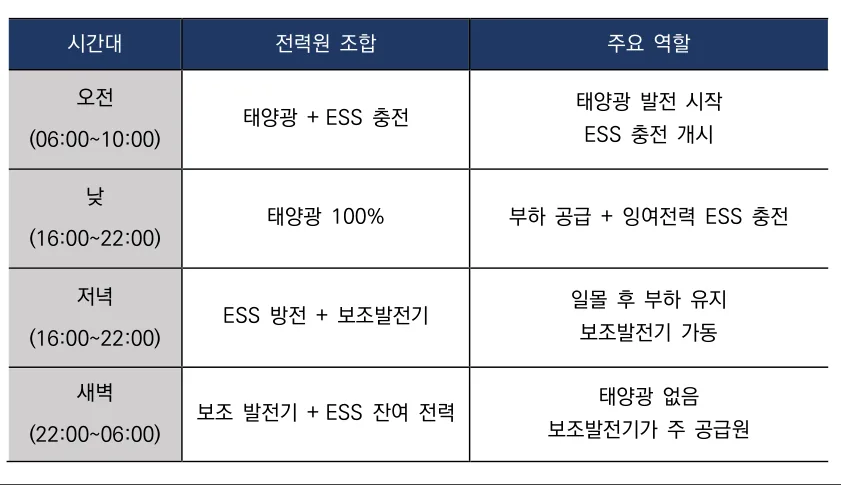 시간대
전력원 조합
주요 역할
오전
(06:00~10:00)
태양광 + ESS 충전
태양광 발전 시작
ESS 충전 개시
낮
(16:00~22:00)
태양광 100%
부하 공급 + 잉여전력 ESS 충전
저녁
(16:00~22:00)
ESS 방전 + 보조발전기
일몰 후 부하 유지
보조발전기 가동
새벽
(22:00~06:00)
보조 발전기 + ESS 잔여 전력
태양광 없음
보조발전기가 주 공급원